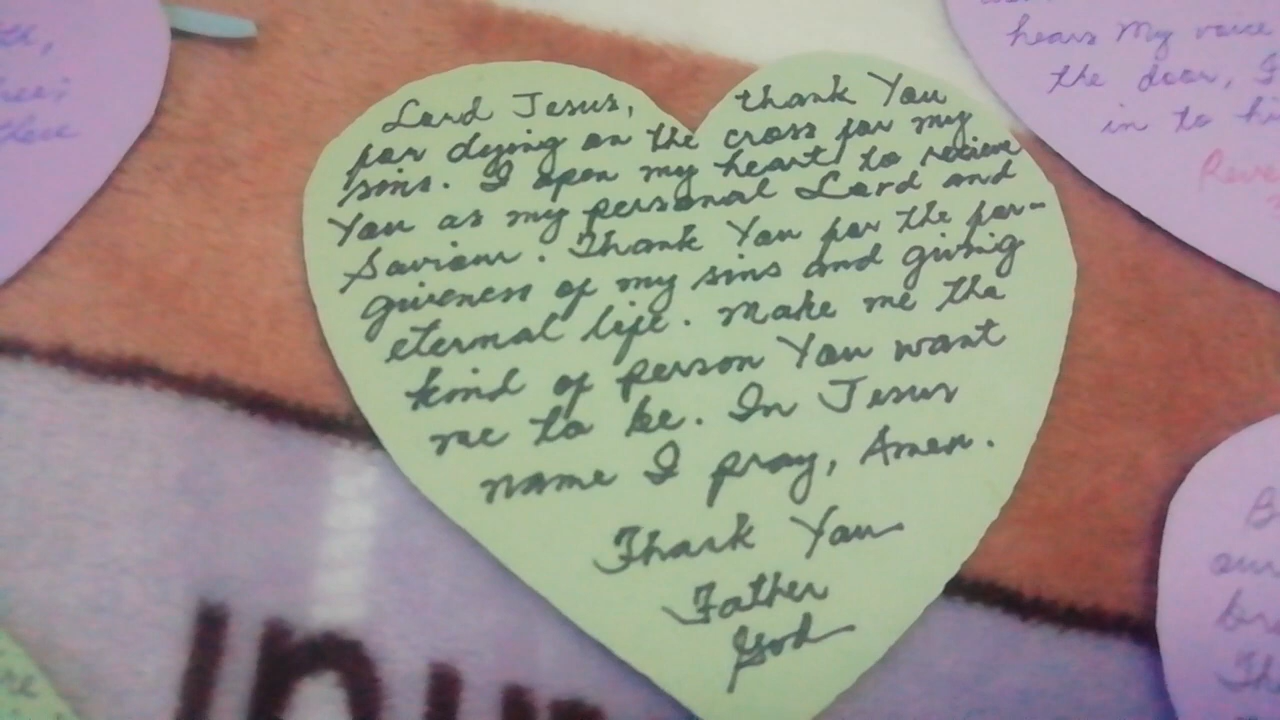 Lord Jesus, thank You
for dying on the cross for my
sins. I open my heart to recieve
You as my personal Lord and
Saviour. Thank You for the for-
giveness of my sins and giving
eternal life. Make me the
kind of person You want
me to be. In Jesus
name I pray, Amen.
Thank You
Father
God
hears My voice
the door, I
in to hi